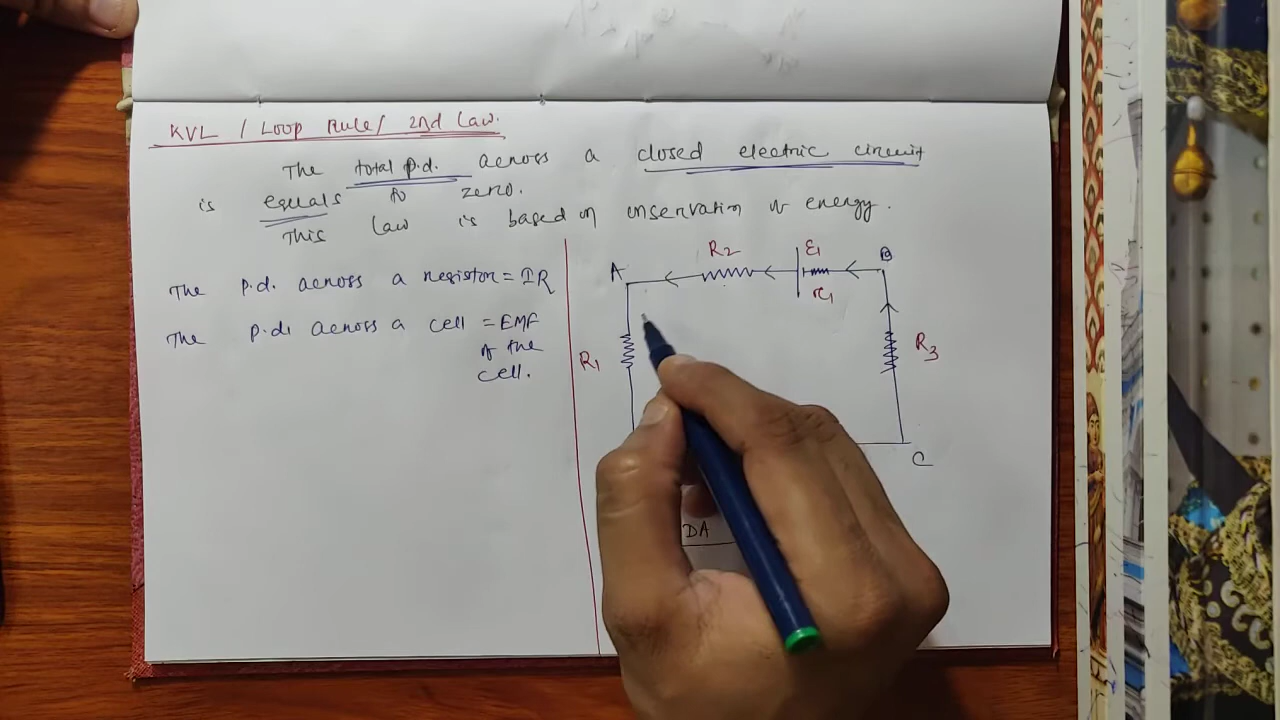 KVL / Loop Rule / 2nd Law.
The total p.d. across a closed electric circuit
is equals to zero.
This law is based on conservation of energy.
The p.d. across a resistor = IR
The p.d. across a cell = EMF
of the
cell.
A
R2
E1
r1
B
R1
R3
C
DA